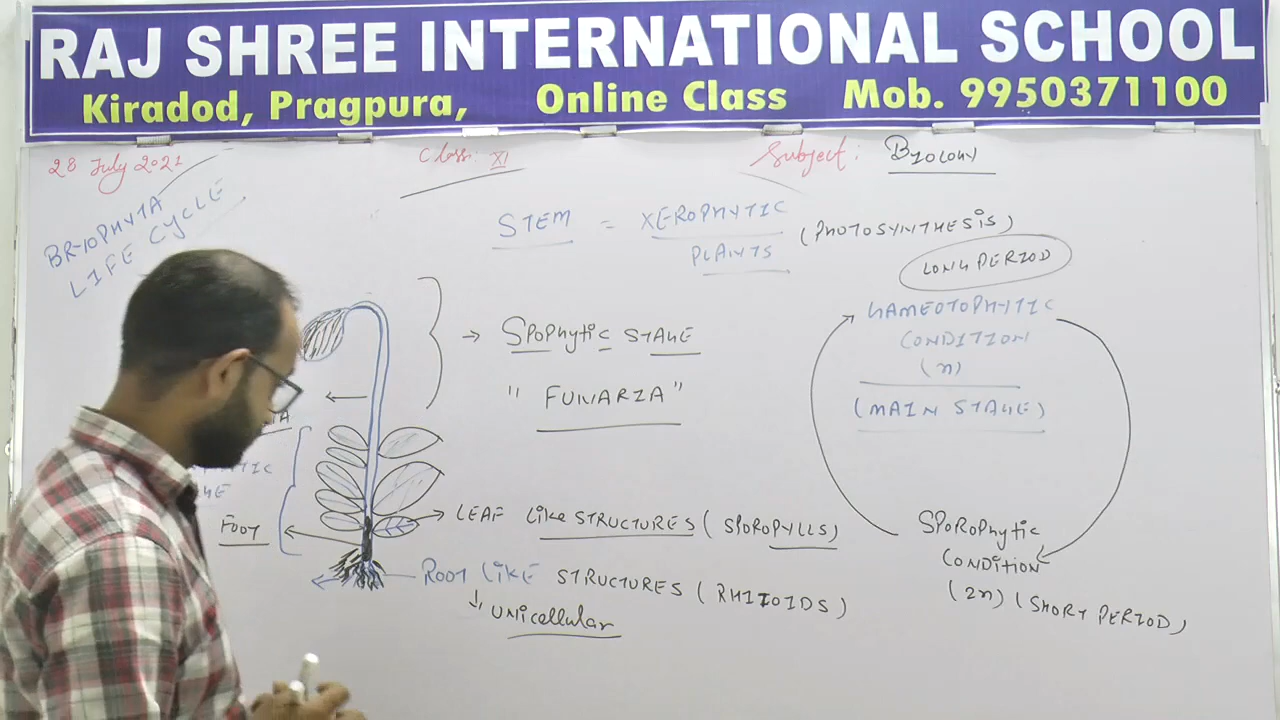 RAJ SHREE INTERNATIONAL SCHOOL
Kiradod, Pragpura, Online Class Mob. 9950371100
28 July 2021 Class: XI Subject: BIOLOGY
BRYOPHYTA
LIFE CYCLE
STEM = XEROPHYTIC
PLANTS
(PHOTOSYNTHESIS)
LONG PERIOD
GAMEOTOPHYTIC
CONDITION
(n)
(MAIN STAGE)
→ SPOPHYTIC STAGE
"FUNARIA"
FOOT
LEAF LIKE STRUCTURES (SPOROPYLLS)
ROOT LIKE STRUCTURES (RHIZOIDS)
UNICELLULAR
SPOROPHYTIC
CONDITION
(2n) (SHORT PERIOD)